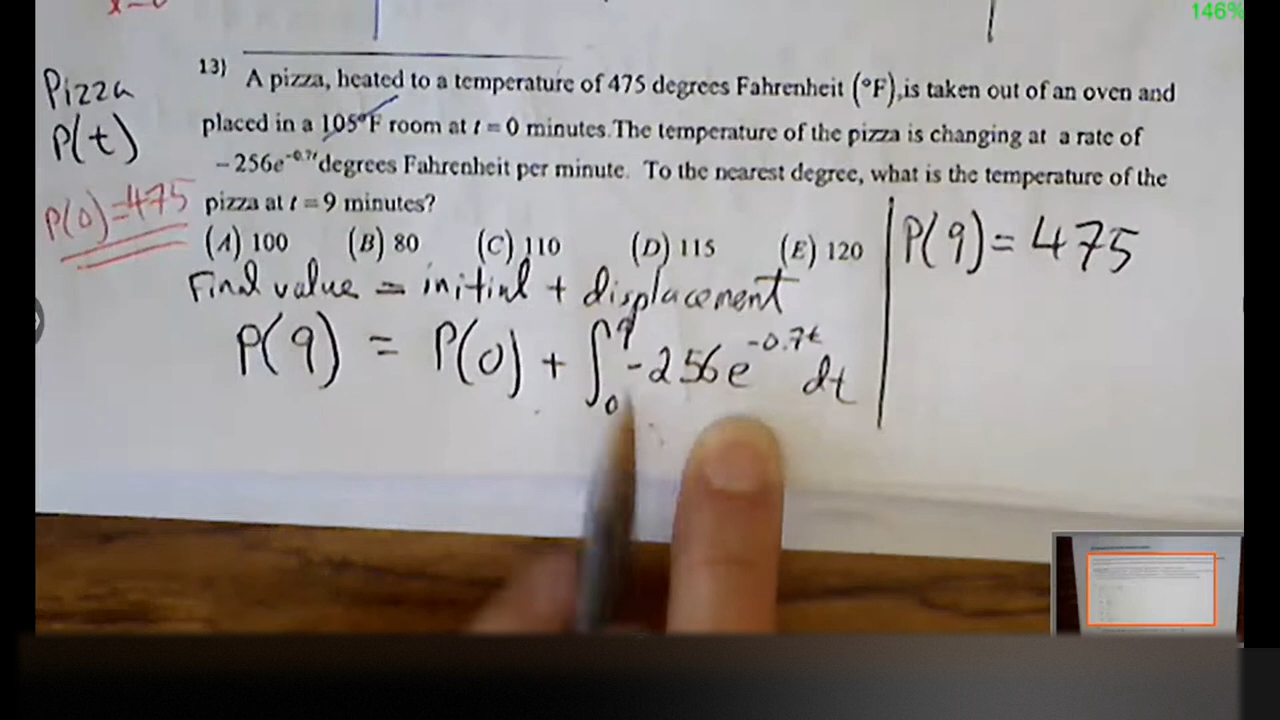 146%
13) A pizza, heated to a temperature of 475 degrees Fahrenheit (°F),is taken out of an oven and
placed in a 105°F room at t = 0 minutes.The temperature of the pizza is changing at a rate of
−256e^-0.7t degrees Fahrenheit per minute. To the nearest degree, what is the temperature of the
pizza at t = 9 minutes?
(A) 100 (B) 80 (C) 110 (D) 115 (E) 120
Pizza
P(t)
P(0)=475
Final value = initial + displacement
P(9) = P(0) + ∫₀⁹ -256e^-0.7t dt
P(9) = 475